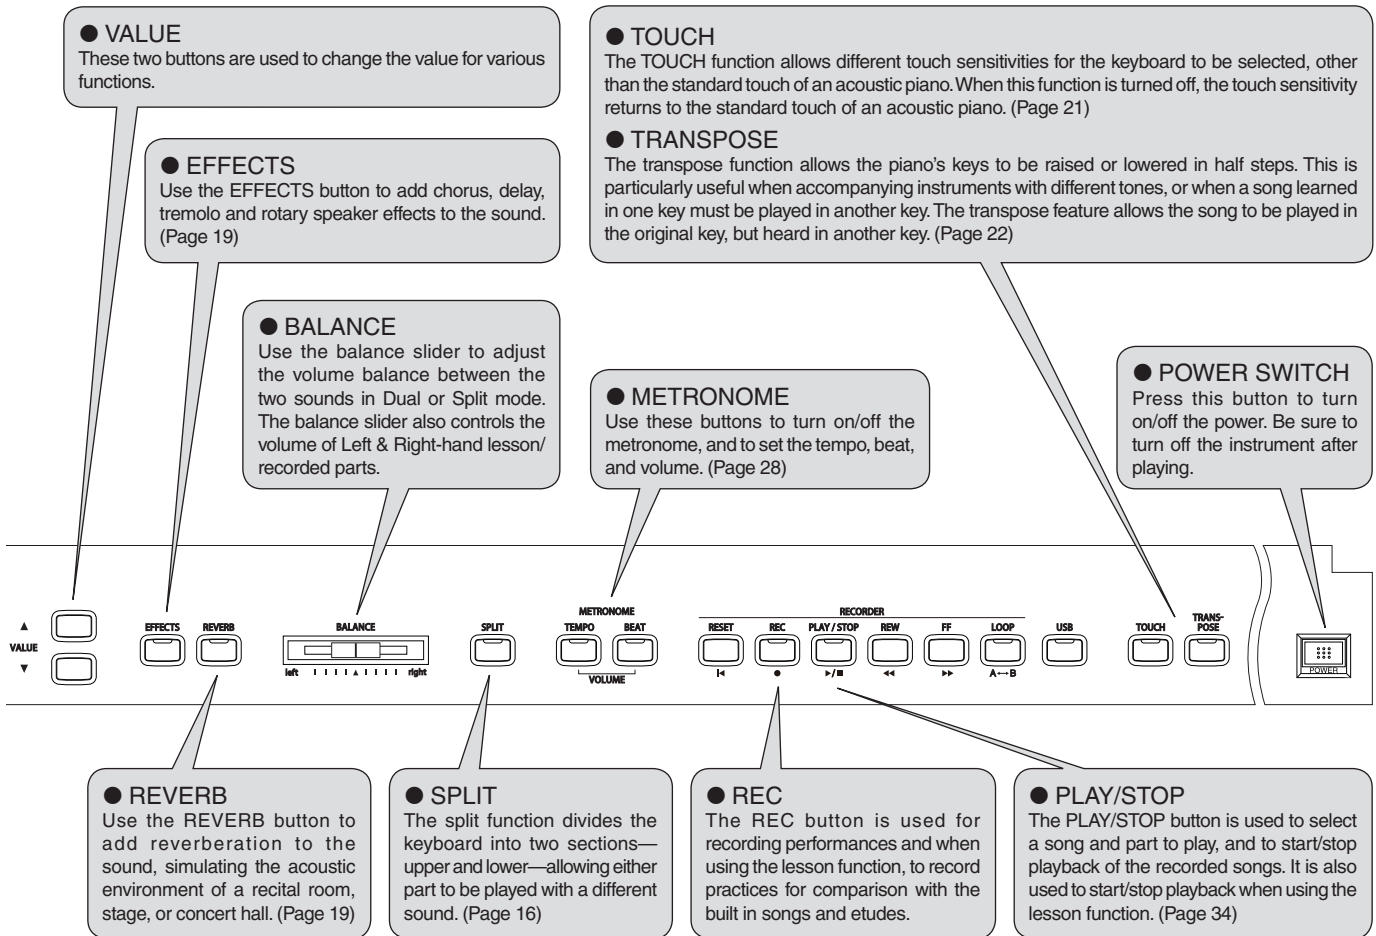 ● VALUE
These two buttons are used to change the value for various
functions.
● TOUCH
The TOUCH function allows different touch sensitivities for the keyboard to be selected, other
than the standard touch of an acoustic piano. When this function is turned off, the touch sensitivity
returns to the standard touch of an acoustic piano. (Page 21)
● TRANSPOSE
The transpose function allows the piano's keys to be raised or lowered in half steps. This is
particularly useful when accompanying instruments with different tones, or when a song learned
in one key must be played in another key. The transpose feature allows the song to be played in
the original key, but heard in another key. (Page 22)
● EFFECTS
Use the EFFECTS button to add chorus, delay,
tremolo and rotary speaker effects to the sound.
(Page 19)
● BALANCE
Use the balance slider to adjust
the volume balance between the
two sounds in Dual or Split mode.
The balance slider also controls the
volume of Left & Right-hand lesson/
recorded parts.
● METRONOME
Use these buttons to turn on/off the
metronome, and to set the tempo, beat,
and volume. (Page 28)
● POWER SWITCH
Press this button to turn
on/off the power. Be sure to
turn off the instrument after
playing.
▲
VALUE
▼
EFFECTS
REVERB
BALANCE
left
right
SPLIT
METRONOME
TEMPO
BEAT
VOLUME
RECORDER
RESET
REC
PLAY / STOP
REW
FF
LOOP
A↔B
USB
TOUCH
TRANS-
POSE
POWER
● REVERB
Use the REVERB button to
add reverberation to the
sound, simulating the acoustic
environment of a recital room,
stage, or concert hall. (Page 19)
● SPLIT
The split function divides the
keyboard into two sections—
upper and lower—allowing either
part to be played with a different
sound. (Page 16)
● REC
The REC button is used for
recording performances and when
using the lesson function, to record
practices for comparison with the
built in songs and etudes.
● PLAY/STOP
The PLAY/STOP button is used to select
a song and part to play, and to start/stop
playback of the recorded songs. It is also
used to start/stop playback when using the
lesson function. (Page 34)